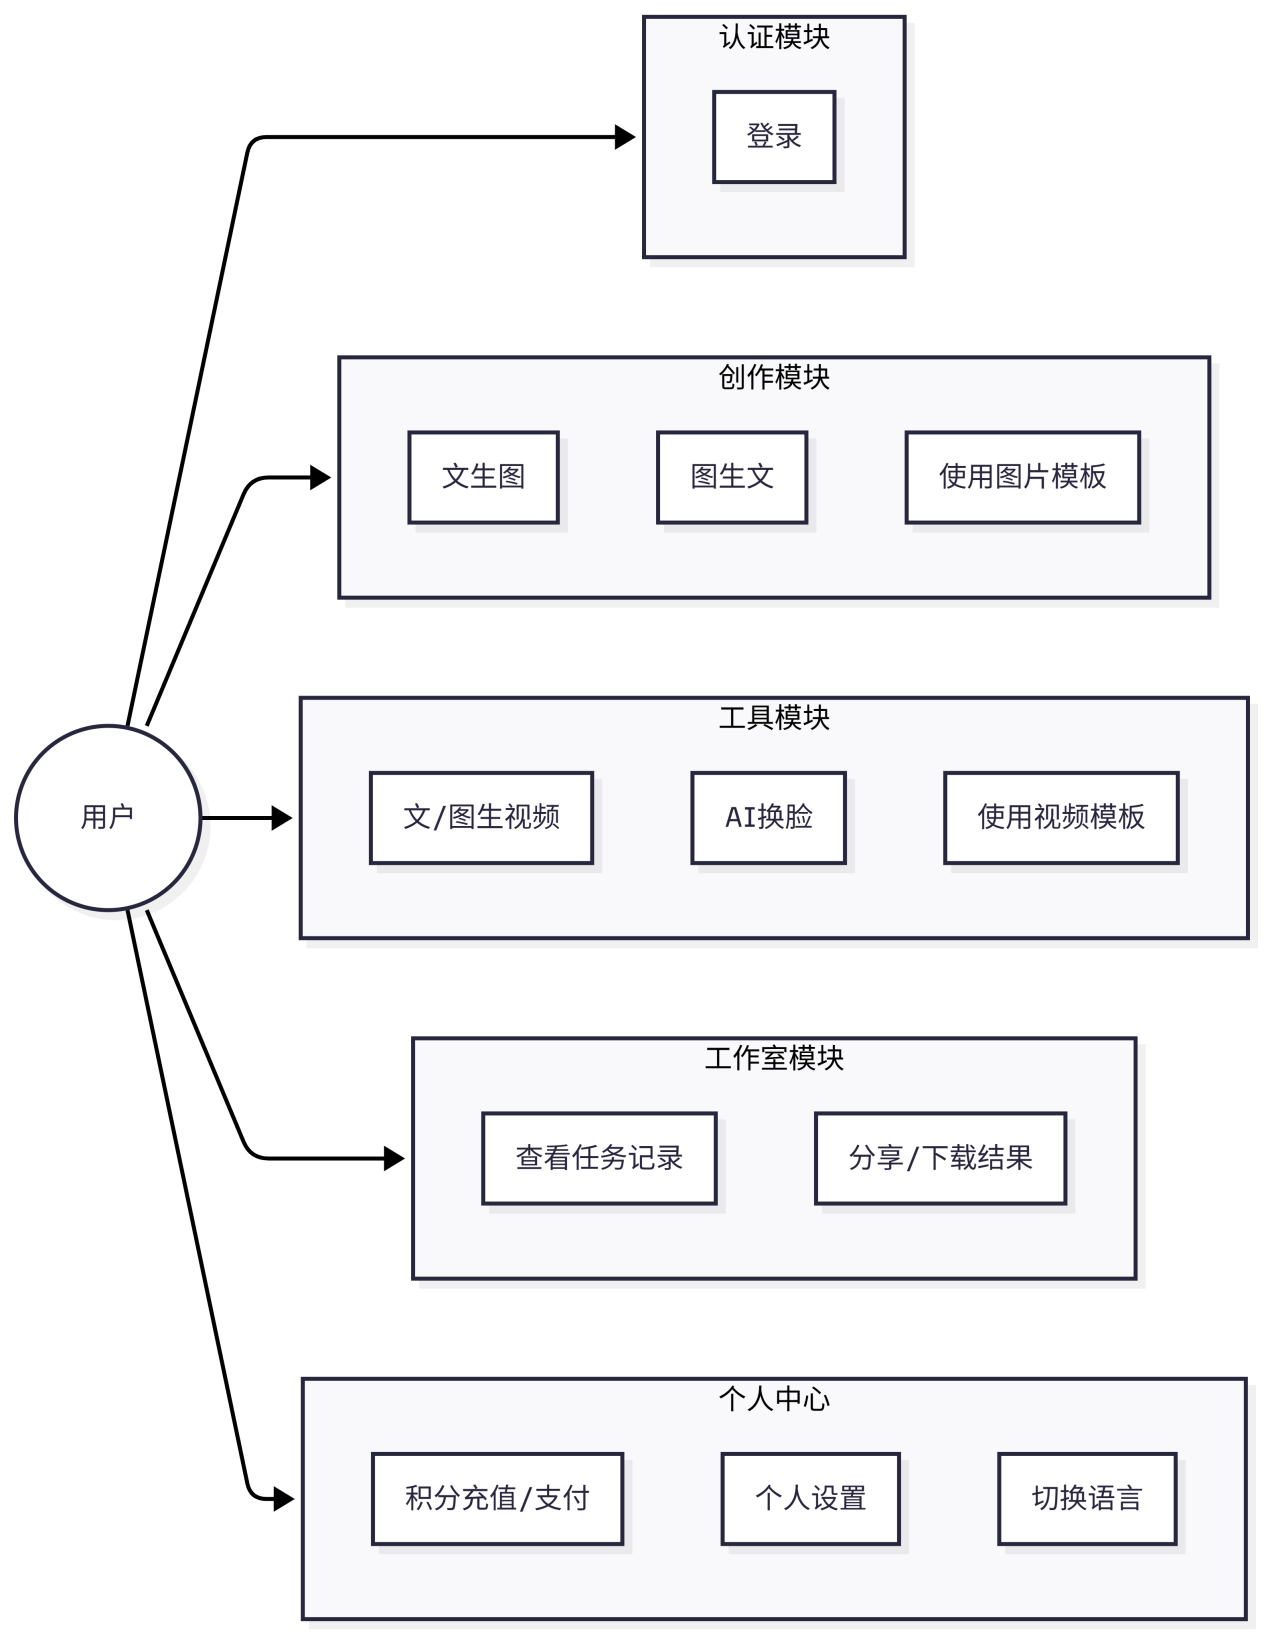 认证模块
登录
创作模块
文生图
图生文
使用图片模板
用户
工具模块
文/图生视频
AI换脸
使用视频模板
工作室模块
查看任务记录
分享/下载结果
个人中心
积分充值/支付
个人设置
切换语言